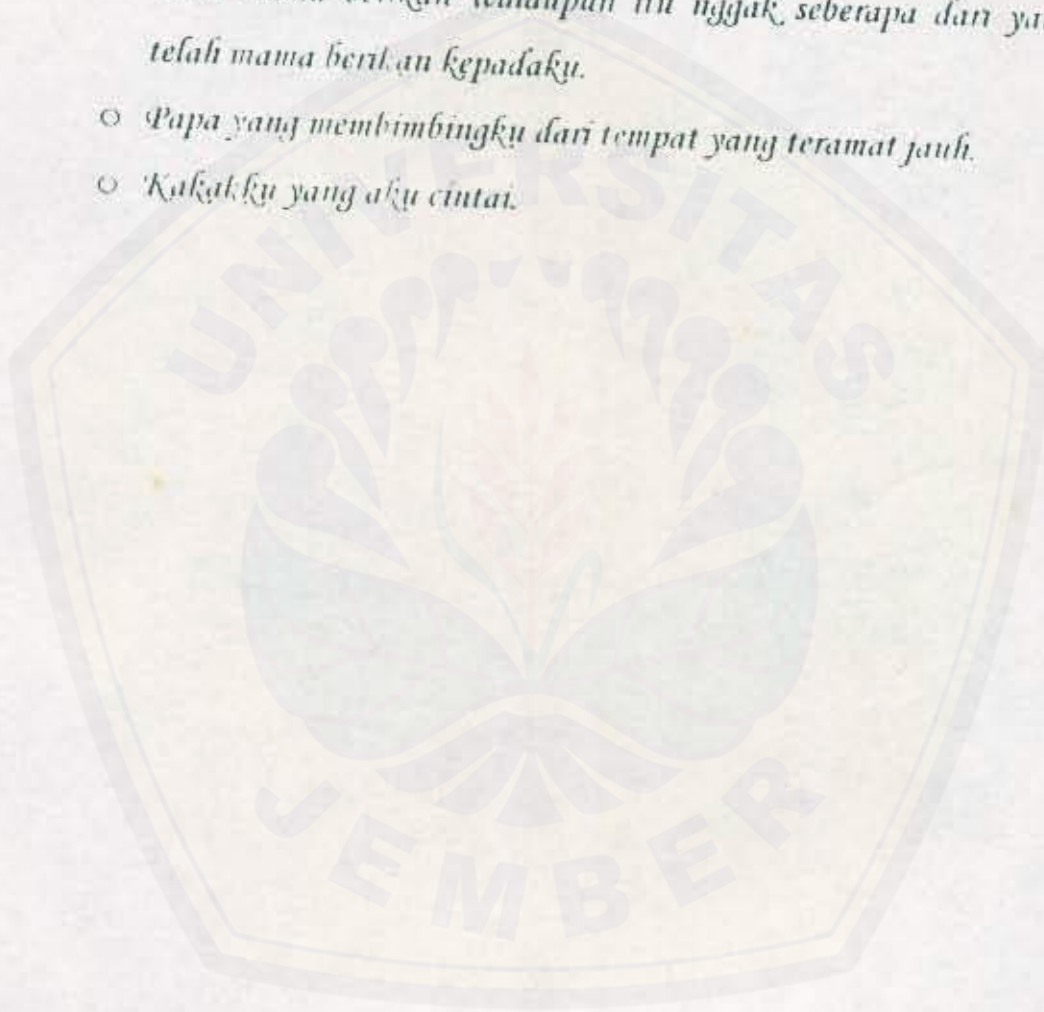 itu nggak seberapa dari
telah mama berikan kepadaku.
○ Papa yang membimbingku dari tempat yang teramat jauh.
○ Kakakku yang aku cintai.
UNIVERSITAS
JEMBER